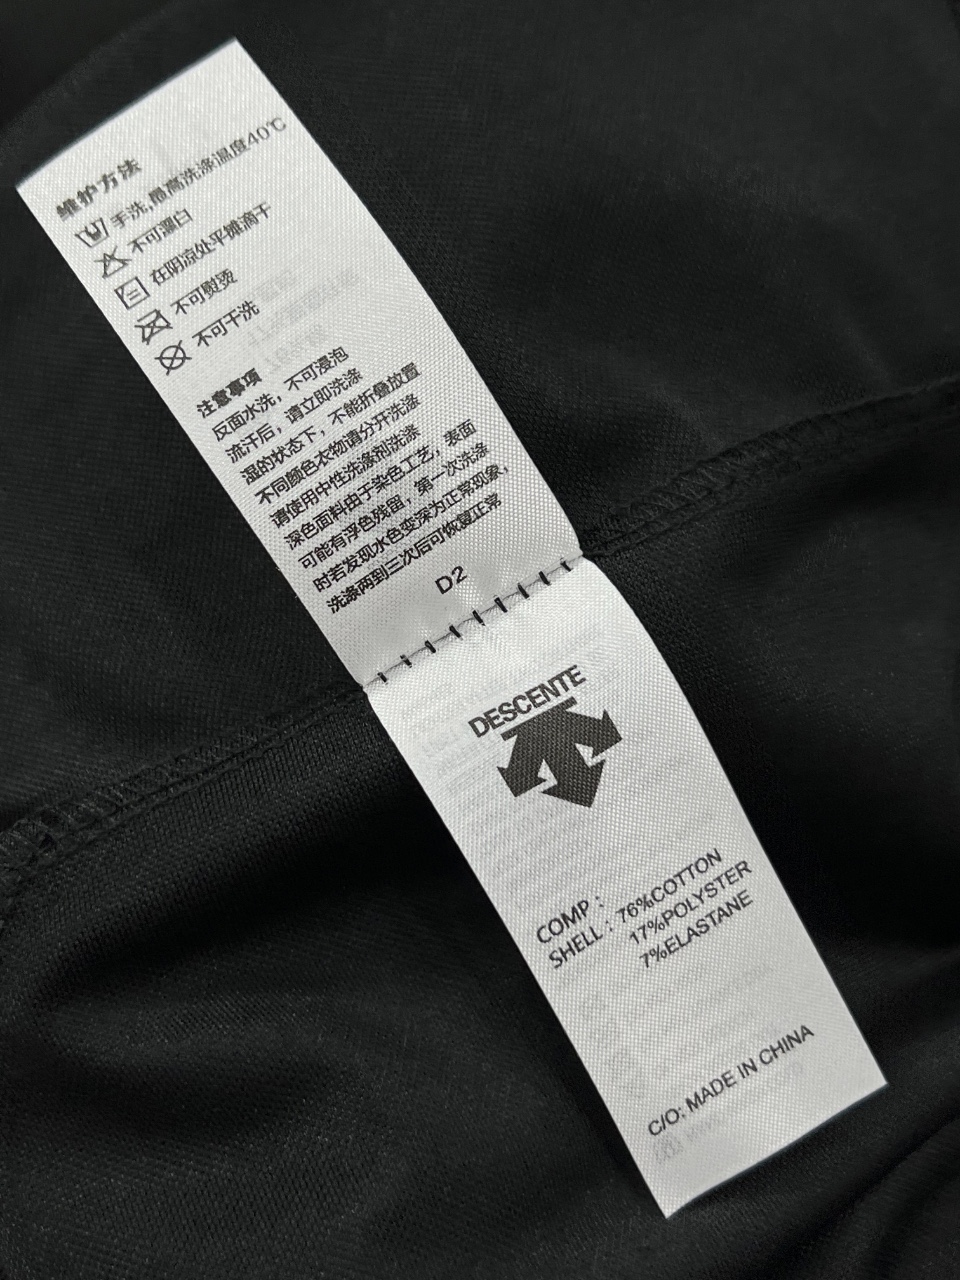 维护方法
手洗,最高洗涤温度40℃
不可漂白
在阴凉处平摊滴干
不可熨烫
不可干洗
注意事项
反面水洗，不可浸泡
流汗后，请立即洗涤
湿的状态下，不能折叠放置
不同颜色衣物请分开洗涤
请使用中性洗涤剂洗涤
深色面料由于染色工艺，表面
可能有浮色残留，第一次洗涤
时若发现水色变深为正常现象，
洗涤两到三次后可恢复正常
D2
DESCENTE
COMP :
SHELL : 76%COTTON
17%POLYSTER
7%ELASTANE
C/O: MADE IN CHINA